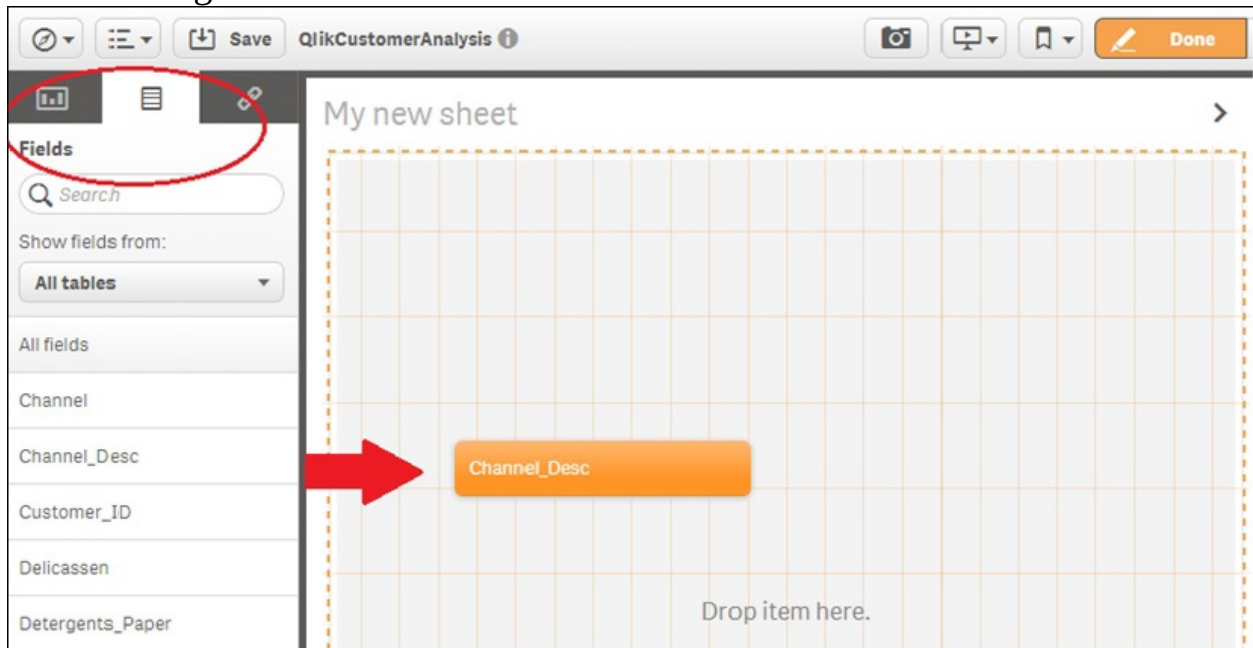 Save QlikCustomerAnalysis Done
My new sheet
Fields
Search
Show fields from:
All tables
All fields
Channel
Channel_Desc
Channel_Desc
Customer_ID
Delicassen
Detergents_Paper
Drop item here.